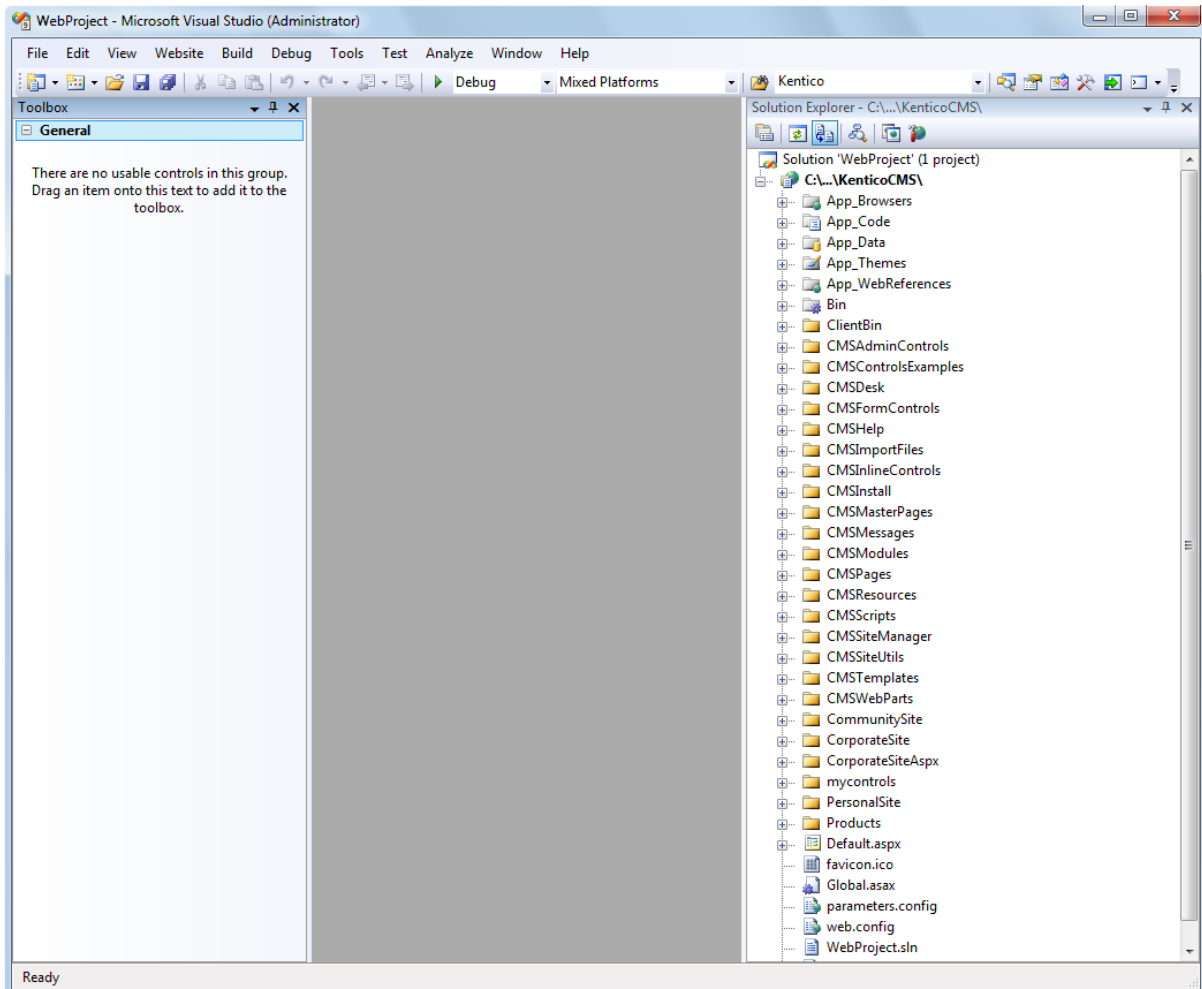 WebProject - Microsoft Visual Studio (Administrator)
File Edit View Website Build Debug Tools Test Analyze Window Help
Debug Mixed Platforms Kentico
Toolbox
General
There are no usable controls in this group.
Drag an item onto this text to add it to the
toolbox.
Solution Explorer - C:\...\KenticoCMS\
Solution 'WebProject' (1 project)
C:\...\KenticoCMS\
App_Browsers
App_Code
App_Data
App_Themes
App_WebReferences
Bin
ClientBin
CMSAdminControls
CMSControlsExamples
CMSDesk
CMSFormControls
CMSHelp
CMSImportFiles
CMSInlineControls
CMSInstall
CMSMasterPages
CMSMessages
CMSModules
CMSPages
CMSResources
CMSScripts
CMSSiteManager
CMSSiteUtils
CMSTemplates
CMSWebParts
CommunitySite
CorporateSite
CorporateSiteAspx
mycontrols
PersonalSite
Products
Default.aspx
favicon.ico
Global.asax
parameters.config
web.config
WebProject.sln
Ready